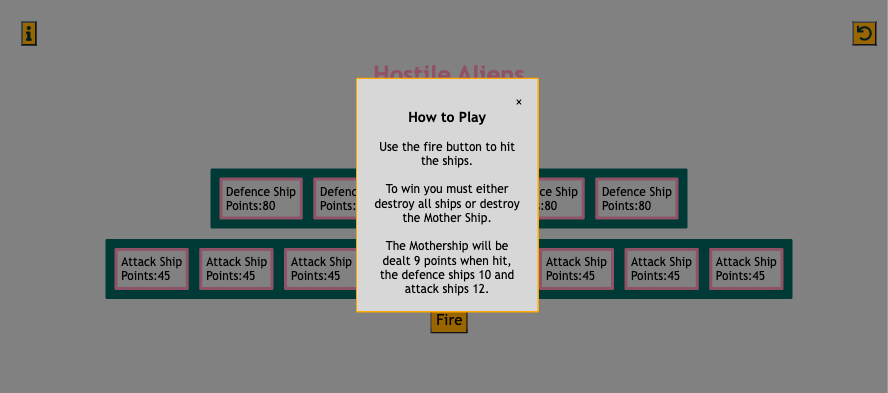 Hostile Aliens
×
How to Play
Use the fire button to hit
the ships.
To win you must either
destroy all ships or destroy
the Mother Ship.
The Mothership will be
dealt 9 points when hit,
the defence ships 10 and
attack ships 12.
Defence Ship
Points:80
Points:
Ship
:80
Defence Ship
Points:80
Attack Ship
Points:45
Attack Ship
Points:45
Attack Ship
Points:45
Attack Ship
Points:45
Attack Ship
Points:45
Attack Ship
Points:45
Fire